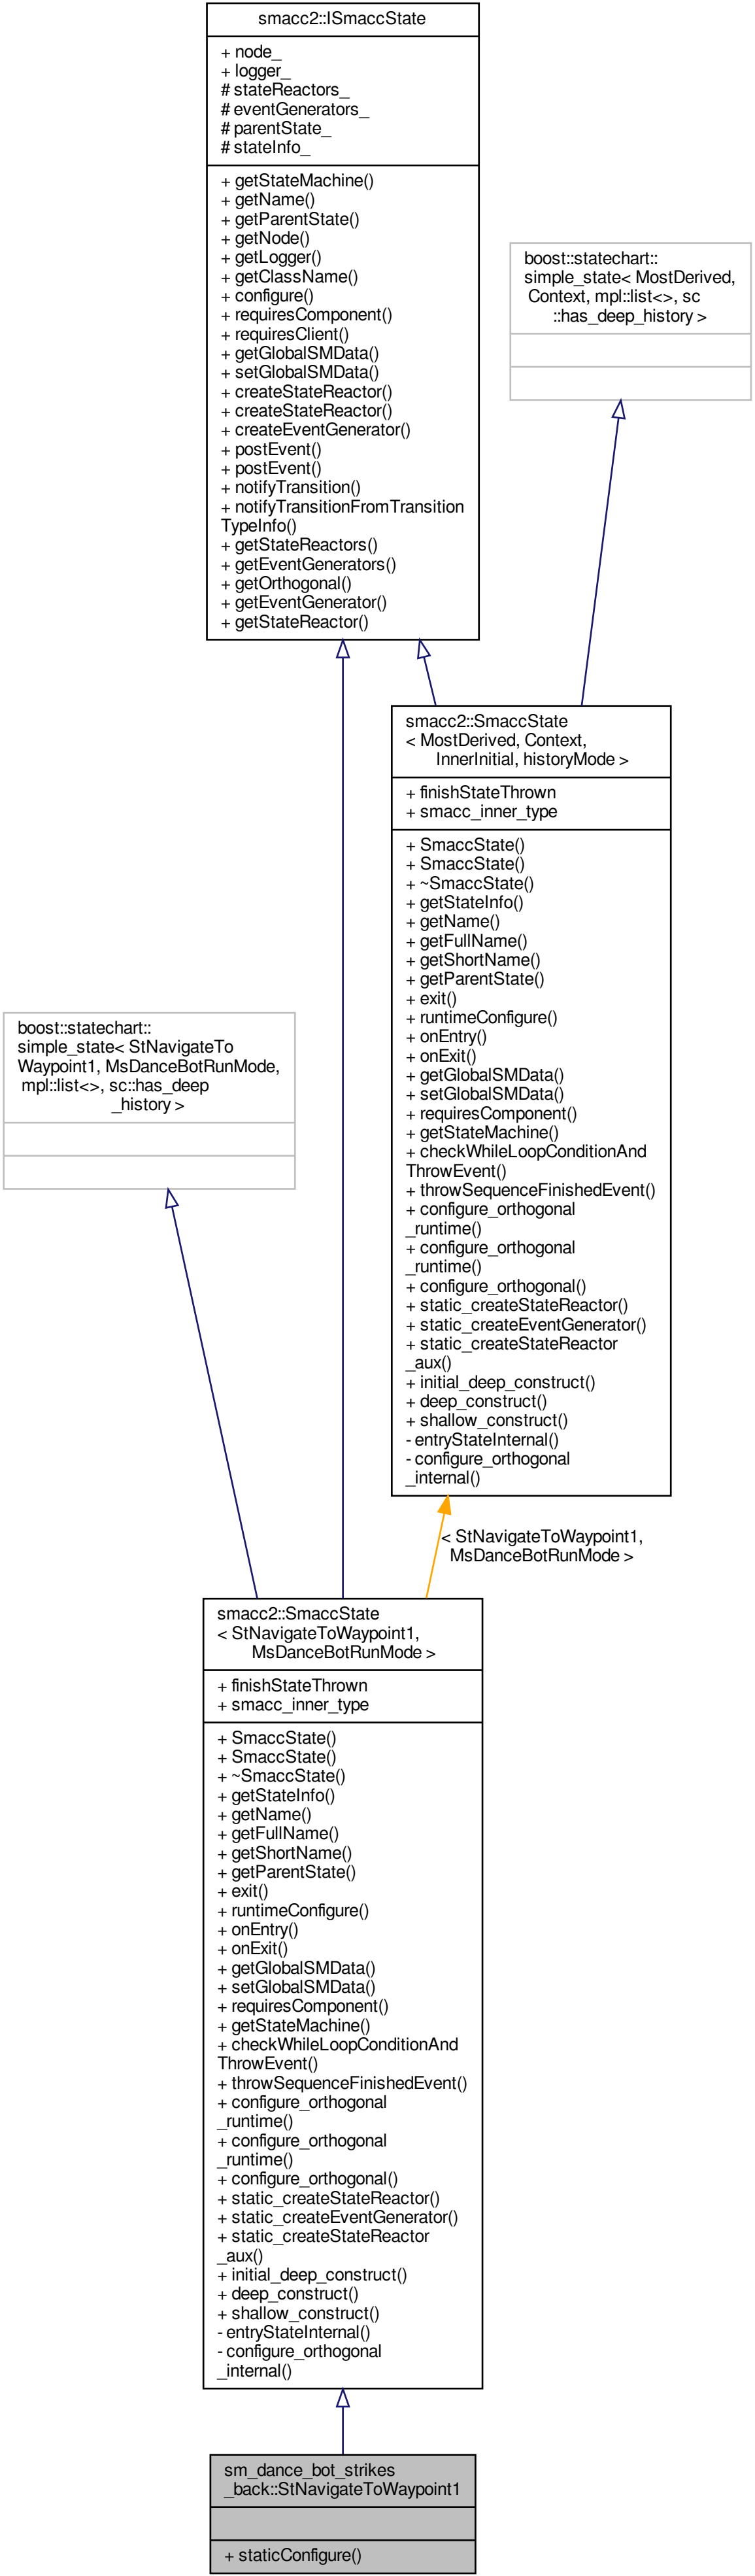 smacc2::ISmaccState
+ node_
+ logger_
# stateReactors_
# eventGenerators_
# parentState_
# stateInfo_
+ getStateMachine()
+ getName()
+ getParentState()
+ getNode()
+ getLogger()
+ getClassName()
+ configure()
+ requiresComponent()
+ requiresClient()
+ getGlobalSMData()
+ setGlobalSMData()
+ createStateReactor()
+ createStateReactor()
+ createEventGenerator()
+ postEvent()
+ postEvent()
+ notifyTransition()
+ notifyTransitionFromTransition
TypeInfo()
+ getStateReactors()
+ getEventGenerators()
+ getOrthogonal()
+ getEventGenerator()
+ getStateReactor()
boost::statechart::
simple_state< MostDerived,
Context, mpl::list<>, sc
::has_deep_history >
smacc2::SmaccState
< MostDerived, Context,
InnerInitial, historyMode >
+ finishStateThrown
+ smacc_inner_type
+ SmaccState()
+ SmaccState()
+ ~SmaccState()
+ getStateInfo()
+ getName()
+ getFullName()
+ getShortName()
+ getParentState()
+ exit()
+ runtimeConfigure()
+ onEntry()
+ onExit()
+ getGlobalSMData()
+ setGlobalSMData()
+ requiresComponent()
+ getStateMachine()
+ checkWhileLoopConditionAnd
ThrowEvent()
+ throwSequenceFinishedEvent()
+ configure_orthogonal
_runtime()
+ configure_orthogonal
_runtime()
+ configure_orthogonal()
+ static_createStateReactor()
+ static_createEventGenerator()
+ static_createStateReactor
_aux()
+ initial_deep_construct()
+ deep_construct()
+ shallow_construct()
- entryStateInternal()
- configure_orthogonal
_internal()
boost::statechart::
simple_state< StNavigateTo
Waypoint1, MsDanceBotRunMode,
mpl::list<>, sc::has_deep
_history >
< StNavigateToWaypoint1,
MsDanceBotRunMode >
smacc2::SmaccState
< StNavigateToWaypoint1,
MsDanceBotRunMode >
+ finishStateThrown
+ smacc_inner_type
+ SmaccState()
+ SmaccState()
+ ~SmaccState()
+ getStateInfo()
+ getName()
+ getFullName()
+ getShortName()
+ getParentState()
+ exit()
+ runtimeConfigure()
+ onEntry()
+ onExit()
+ getGlobalSMData()
+ setGlobalSMData()
+ requiresComponent()
+ getStateMachine()
+ checkWhileLoopConditionAnd
ThrowEvent()
+ throwSequenceFinishedEvent()
+ configure_orthogonal
_runtime()
+ configure_orthogonal
_runtime()
+ configure_orthogonal()
+ static_createStateReactor()
+ static_createEventGenerator()
+ static_createStateReactor
_aux()
+ initial_deep_construct()
+ deep_construct()
+ shallow_construct()
- entryStateInternal()
- configure_orthogonal
_internal()
sm_dance_bot_strikes
_back::StNavigateToWaypoint1
+ staticConfigure()